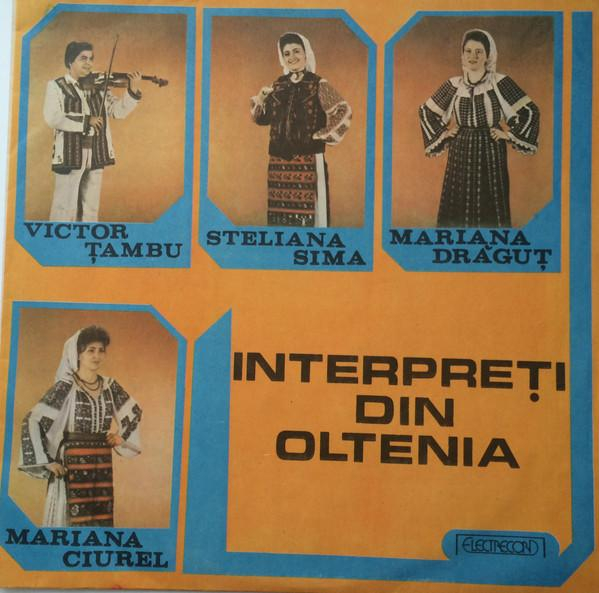 VICTOR
ȚAMBU
STELIANA
SIMA
MARIANA
DRĂGUȚ
MARIANA
CIUREL
INTERPREȚI
DIN
OLTENIA
ELECTRECORD